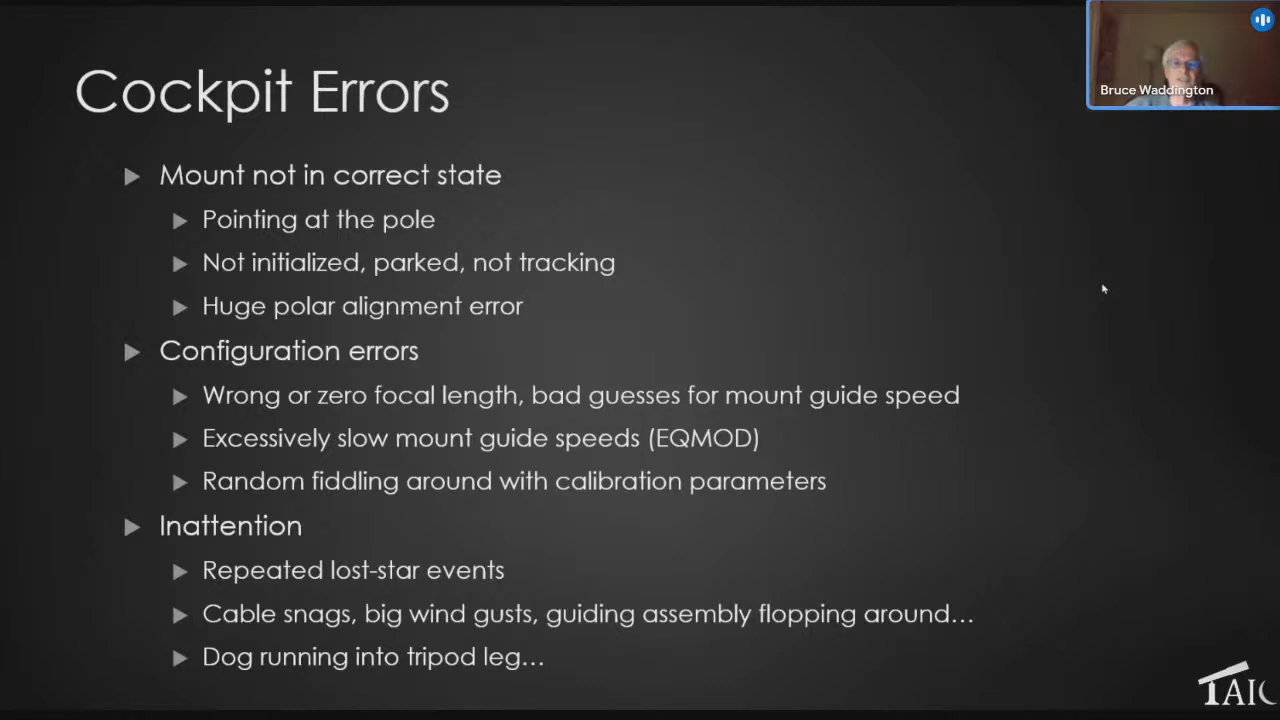 Cockpit Errors
Bruce Waddington
Mount not in correct state
Pointing at the pole
Not initialized, parked, not tracking
Huge polar alignment error
Configuration errors
Wrong or zero focal length, bad guesses for mount guide speed
Excessively slow mount guide speeds (EQMOD)
Random fiddling around with calibration parameters
Inattention
Repeated lost-star events
Cable snags, big wind gusts, guiding assembly flopping around…
Dog running into tripod leg…
TAIC